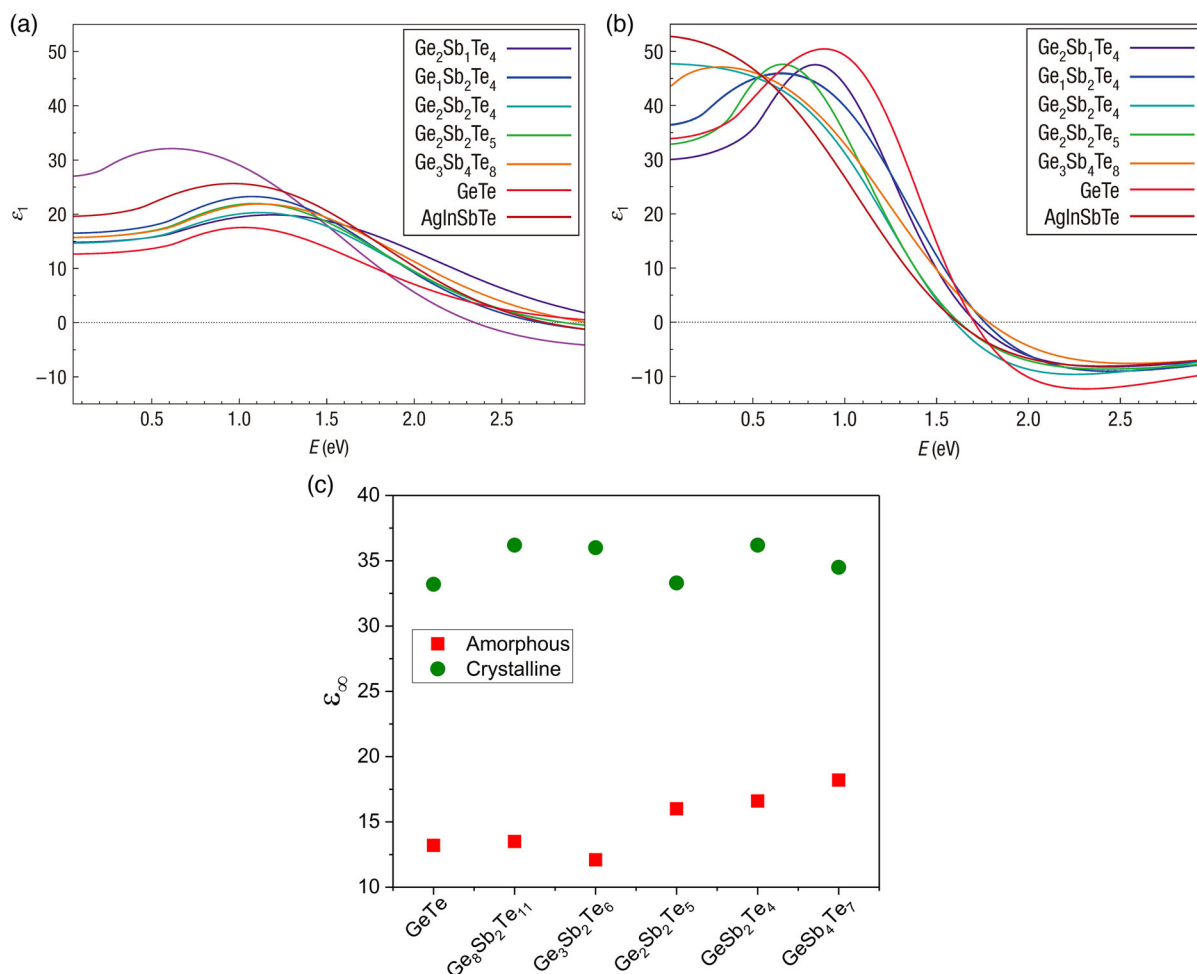 (a)
50
40
30
20
10
0
−10
ε₁
0.5 1.0 1.5 2.0 2.5
E (eV)
Ge₂Sb₁Te₄
Ge₁Sb₂Te₄
Ge₂Sb₂Te₄
Ge₂Sb₂Te₅
Ge₃Sb₄Te₈
GeTe
AgInSbTe
(b)
50
40
30
20
10
0
−10
ε₁
0.5 1.0 1.5 2.0 2.5
E (eV)
Ge₂Sb₁Te₄
Ge₁Sb₂Te₄
Ge₂Sb₂Te₄
Ge₂Sb₂Te₅
Ge₃Sb₄Te₈
GeTe
AgInSbTe
(c)
40
35
30
25
20
15
10
ε∞
Amorphous
Crystalline
GeTe
Ge₈Sb₂Te₁₁
Ge₃Sb₂Te₆
Ge₂Sb₂Te₅
GeSb₂Te₄
GeSb₄Te₇